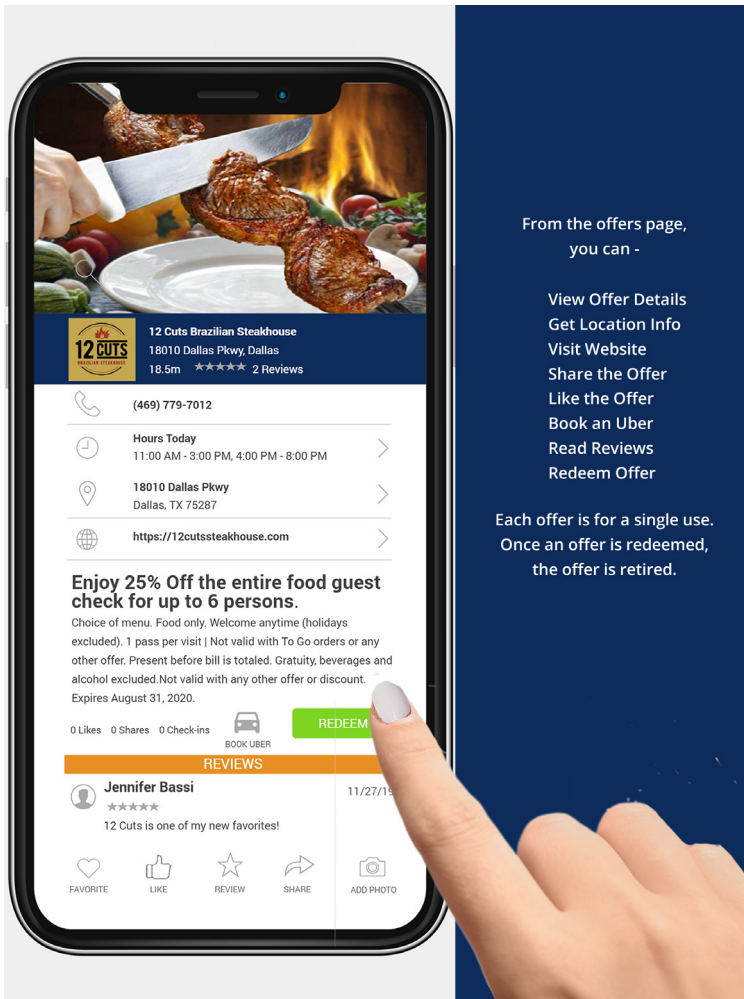 12 CUTS
BRAZILIAN STEAKHOUSE
12 Cuts Brazilian Steakhouse
18010 Dallas Pkwy, Dallas
18.5m ★★★★★ 2 Reviews
(469) 779-7012
Hours Today
11:00 AM - 3:00 PM, 4:00 PM - 8:00 PM
18010 Dallas Pkwy
Dallas, TX 75287
https://12cutssteakhouse.com
Enjoy 25% Off the entire food guest
check for up to 6 persons.
Choice of menu. Food only. Welcome anytime (holidays
excluded). 1 pass per visit | Not valid with To Go orders or any
other offer. Present before bill is totaled. Gratuity, beverages and
alcohol excluded.Not valid with any other offer or discount.
Expires August 31, 2020.
0 Likes 0 Shares 0 Check-ins
BOOK UBER
REDEEM
REVIEWS
Jennifer Bassi
11/27/19
★★★★★
12 Cuts is one of my new favorites!
FAVORITE LIKE REVIEW SHARE ADD PHOTO
From the offers page,
you can -
View Offer Details
Get Location Info
Visit Website
Share the Offer
Like the Offer
Book an Uber
Read Reviews
Redeem Offer
Each offer is for a single use.
Once an offer is redeemed,
the offer is retired.